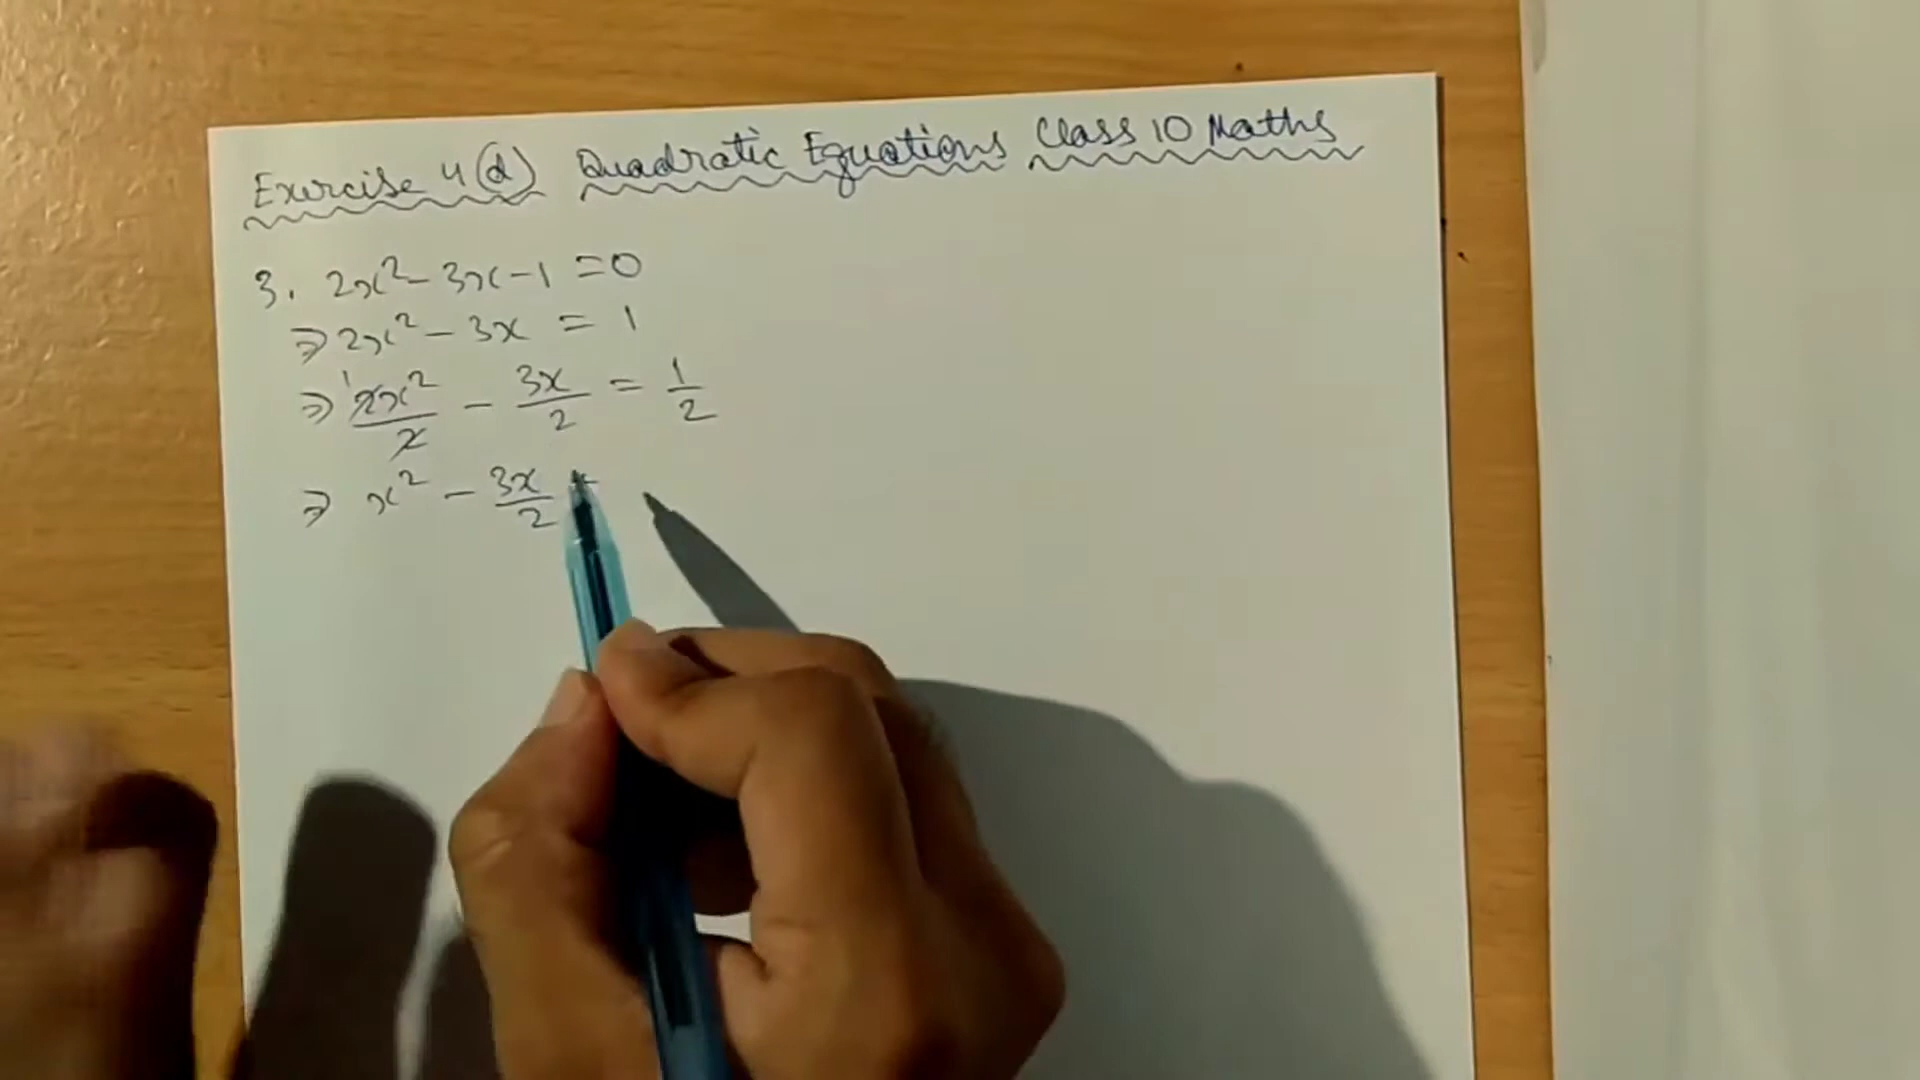 Exercise 4(d) Quadratic Equations Class 10 Maths
3. 2x² - 3x - 1 = 0
⇒ 2x² - 3x = 1
⇒ ¹2x²/2 - 3x/2 = 1/2
⇒ x² - 3x/2